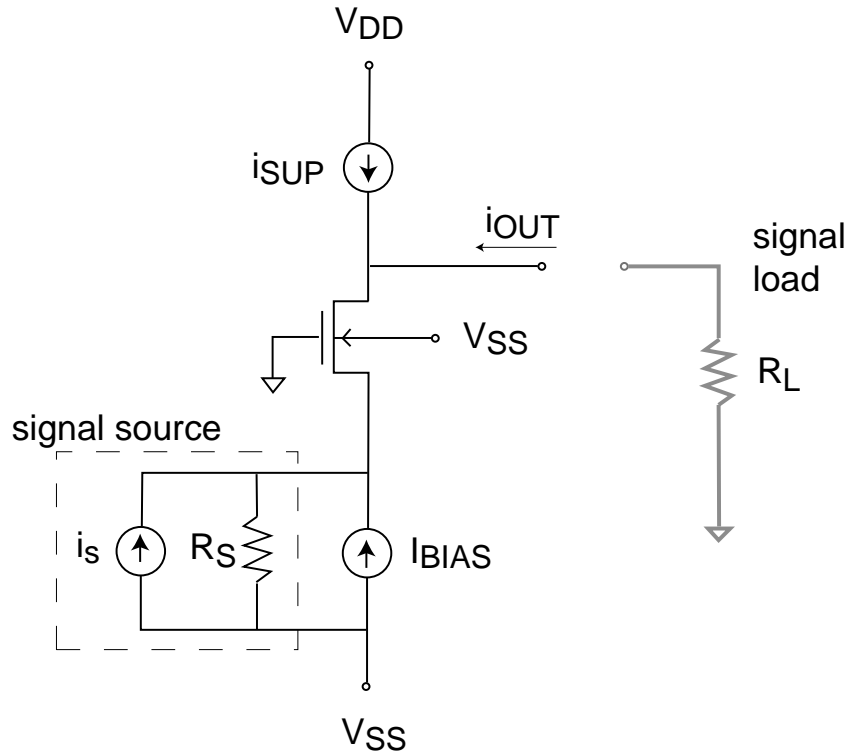 VDD
iSUP
iOUT
signal
load
VSS
RL
signal source
is
RS
IBIAS
VSS